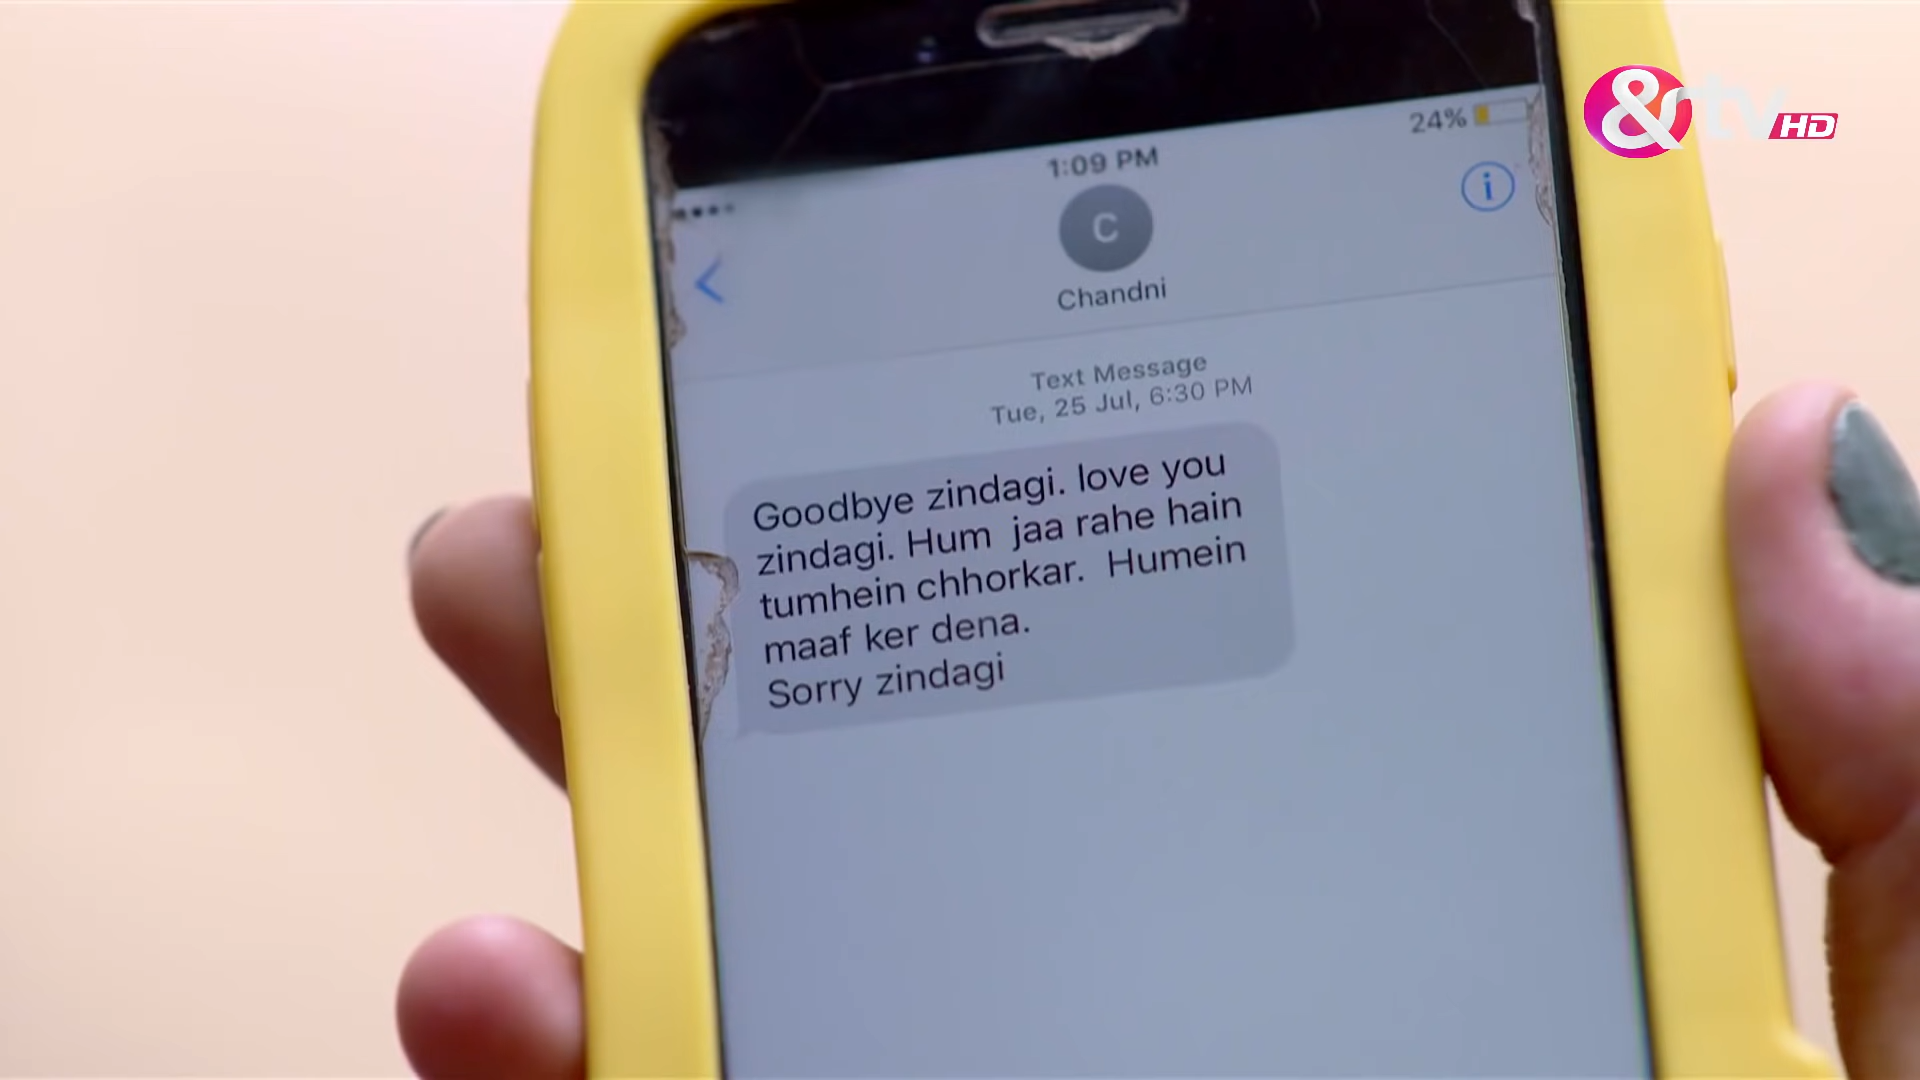 &tv HD
24%
1:09 PM
C
Chandni
Text Message
Tue, 25 Jul, 6:30 PM
Goodbye zindagi. love you
zindagi. Hum  jaa rahe hain
tumhein chhorkar.  Humein
maaf ker dena.
Sorry zindagi